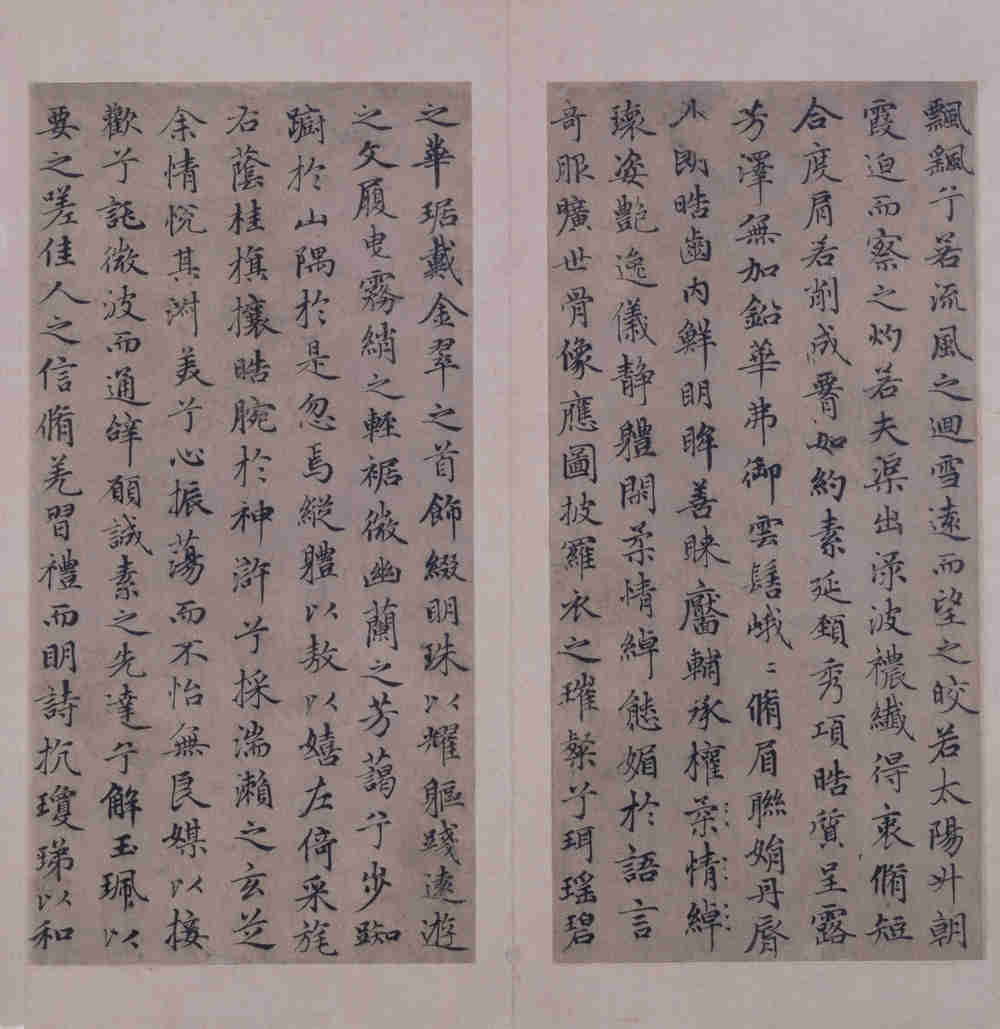 飄飄兮若流風之迴雪遠而望之皎若太陽升朝
霞迫而察之灼若夫渠出淥波襛纖得衷脩短
合度肩若削成腰如約素延頸秀項皓質呈露
芳澤無加鉛華弗御雲髻峨〻脩眉聯娟丹脣
外朗皓齒內鮮明眸善睞靨輔承權柔情綽
瓌姿艷逸儀靜體閑柔情綽態媚於語言
奇服曠世骨像應圖披羅衣之璀粲兮珥瑤碧
之華琚戴金翠之首飾綴明珠以耀軀踐遠遊
之文履曳霧綃之輕裾微幽蘭之芳藹兮步踟
躕於山隅於是忽焉縱體以敖以嬉左倚采旄
右蔭桂旗攘皓腕於神滸兮採湍瀨之玄芝
余情悅其淑美兮心振蕩而不怡無良媒以接
歡兮託微波而通辭願誠素之先達兮解玉珮以
要之嗟佳人之信脩羌習禮而明詩抗瓊珶以和